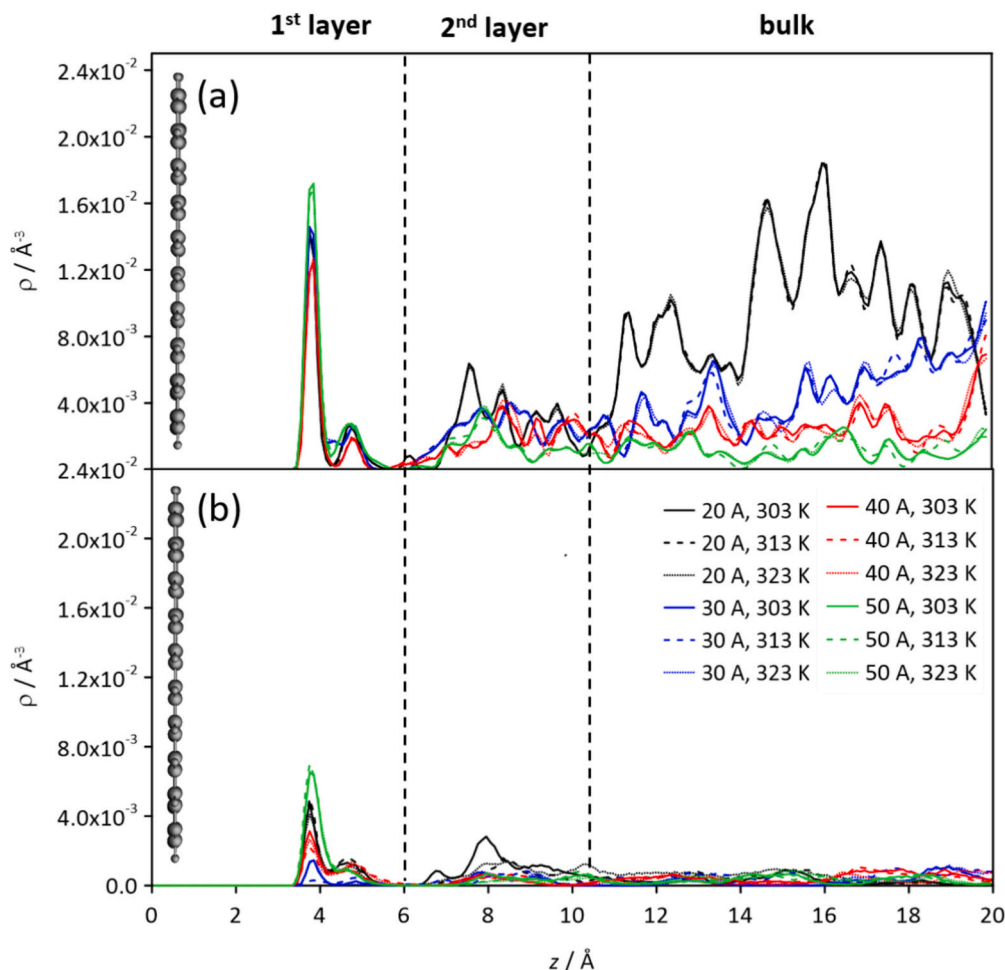 1st layer 2nd layer bulk
(a)
2.4x10-2
2.0x10-2
1.6x10-2
1.2x10-2
8.0x10-3
4.0x10-3
ρ / Å-3
(b)
2.4x10-2
2.0x10-2
1.6x10-2
1.2x10-2
8.0x10-3
4.0x10-3
0.0
ρ / Å-3
20 A, 303 K
20 A, 313 K
20 A, 323 K
30 A, 303 K
30 A, 313 K
30 A, 323 K
40 A, 303 K
40 A, 313 K
40 A, 323 K
50 A, 303 K
50 A, 313 K
50 A, 323 K
0 2 4 6 8 10 12 14 16 18 20
z / Å